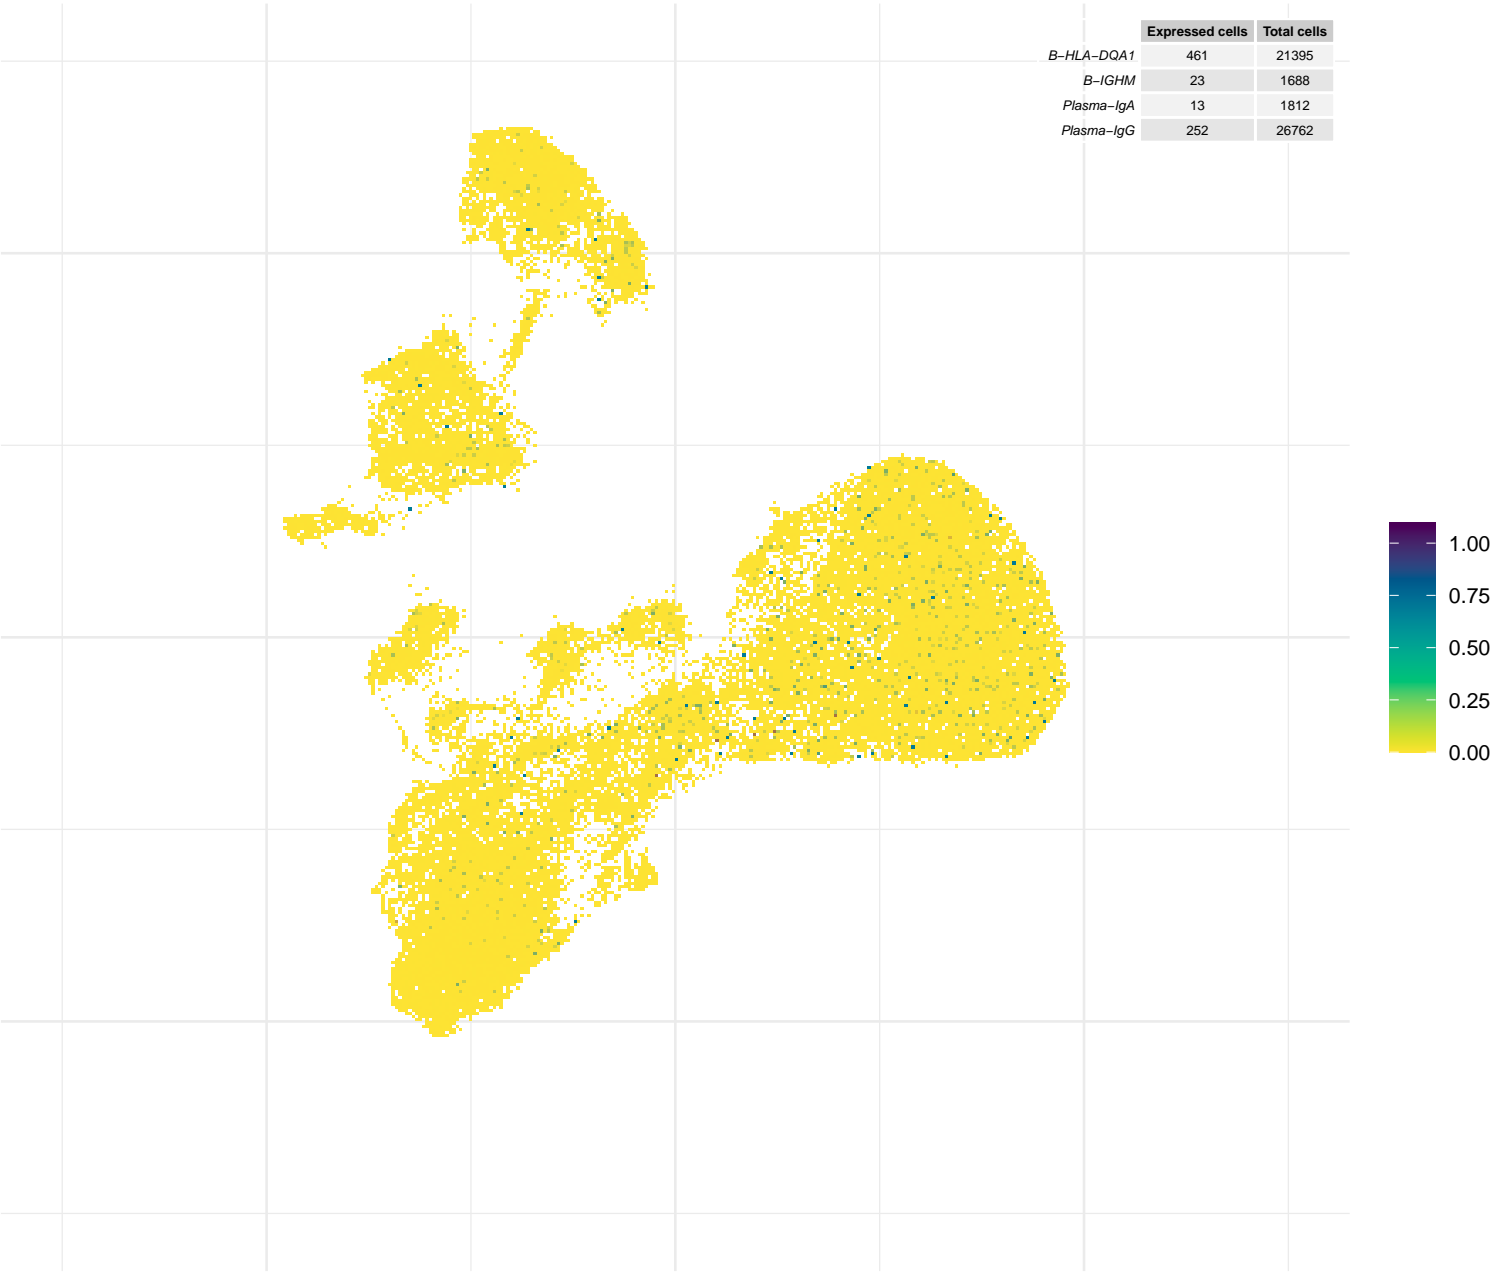 Expressed cells Total cells
B−HLA−DQA1 461 21395
B−IGHM 23 1688
Plasma−IgA 13 1812
Plasma−IgG 252 26762
1.00
0.75
0.50
0.25
0.00